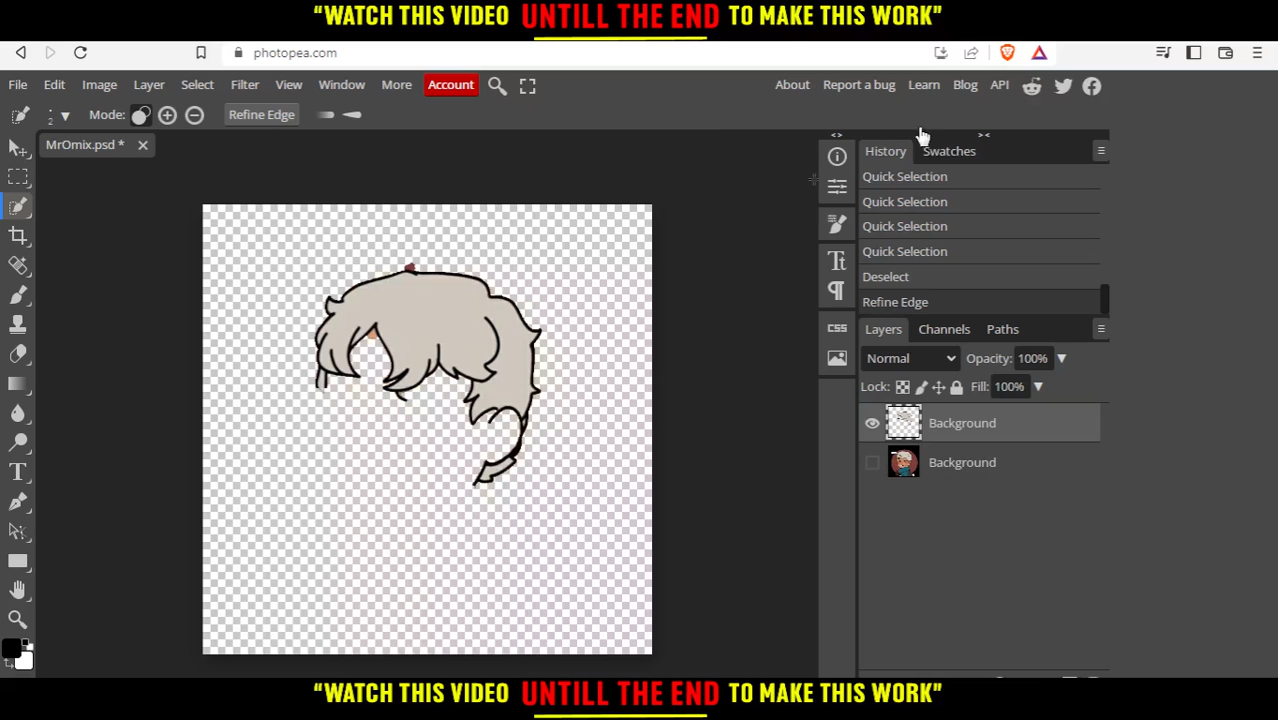 “WATCH THIS VIDEO UNTILL THE END TO MAKE THIS WORK”
photopea.com
File Edit Image Layer Select Filter View Window More Account About Report a bug Learn Blog API
2 Mode: Refine Edge
MrOmix.psd *
History Swatches
Quick Selection
Quick Selection
Quick Selection
Quick Selection
Deselect
Refine Edge
CSS
Layers Channels Paths
Normal Opacity: 100%
Lock: Fill: 100%
Background
Background
“WATCH THIS VIDEO UNTILL THE END TO MAKE THIS WORK”